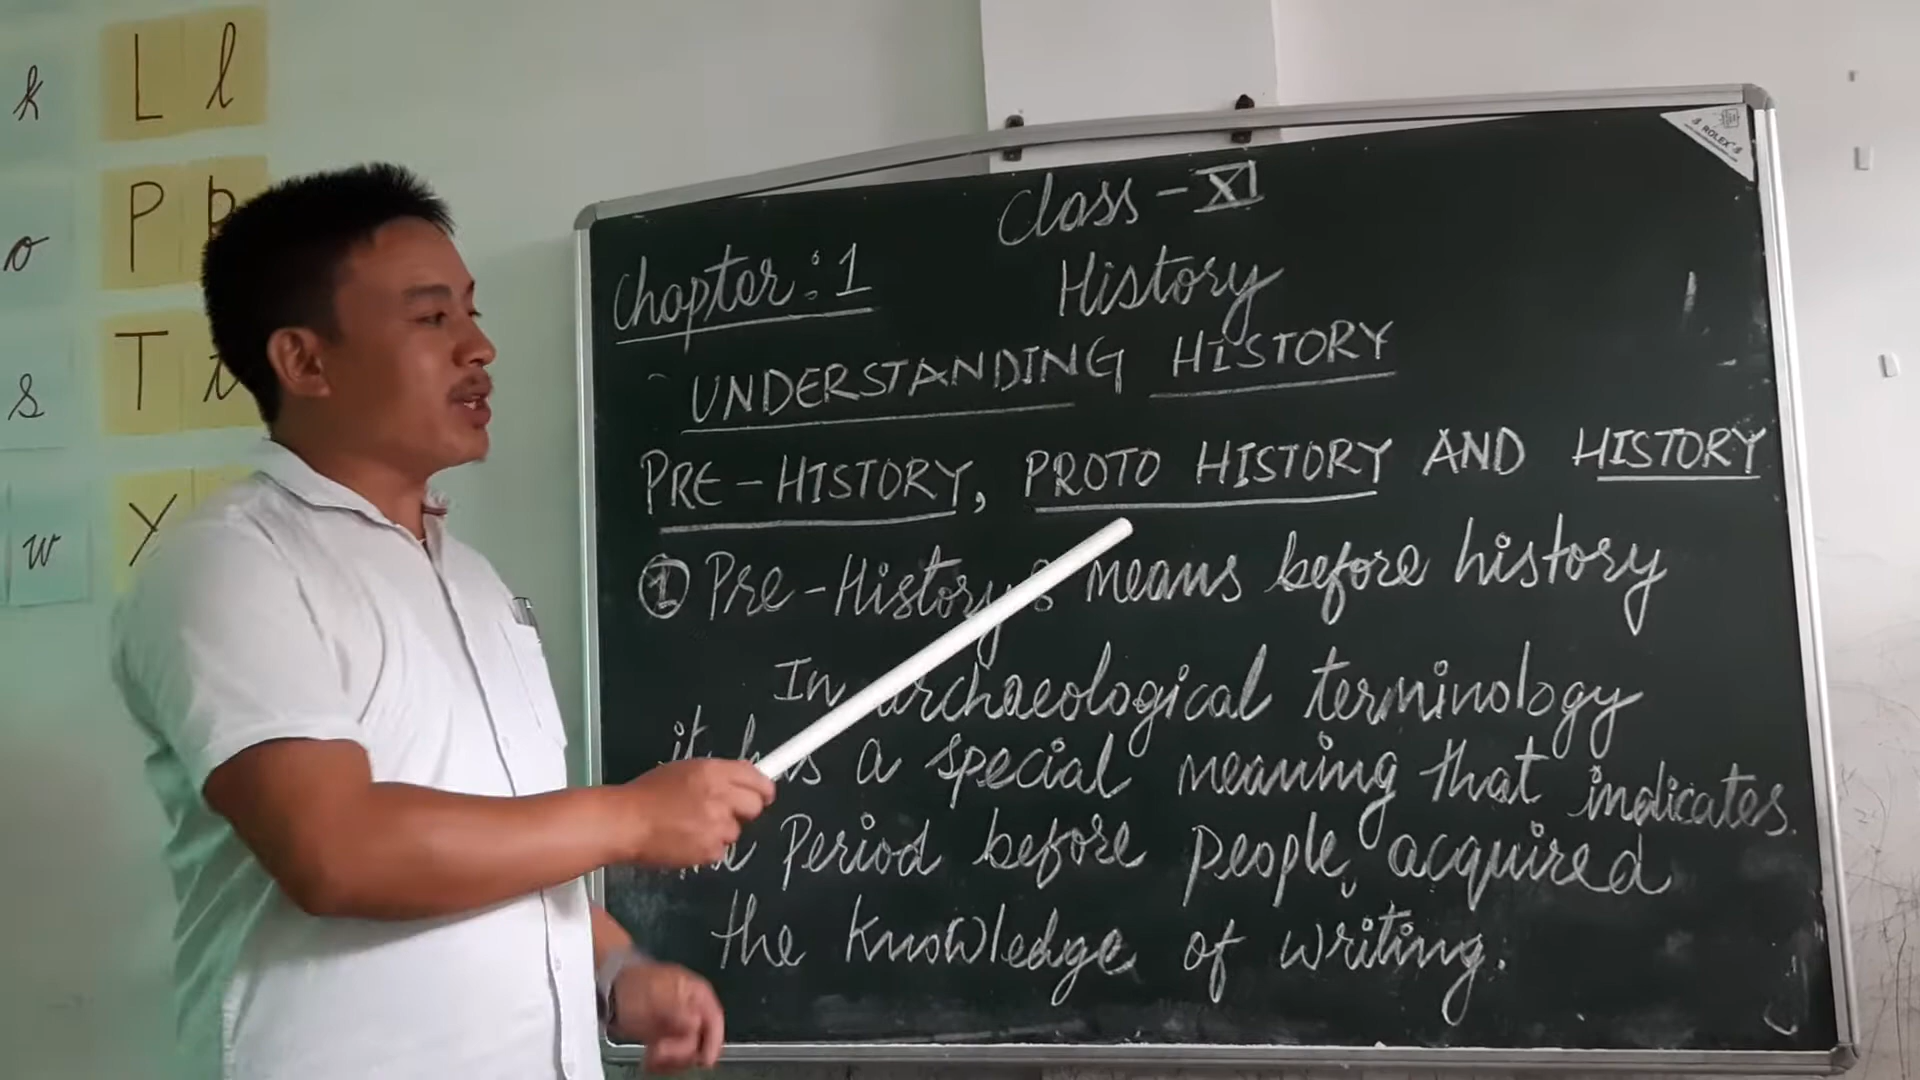 k L l
o P p
s T t
w Y
S ROLEX S
Class - XI
Chapter : 1
History
UNDERSTANDING HISTORY
PRE - HISTORY, PROTO HISTORY AND HISTORY
1 Pre - History : means before history
In archaeological terminology
it has a special meaning that indicates
the Period before people acquired
the knowledge of writing.